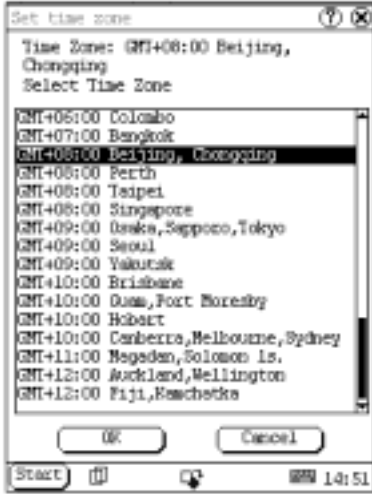 Set time zone
Time Zone: GMT+08:00 Beijing,
Chongqing
Select Time Zone
GMT+06:00 Colombo
GMT+07:00 Bangkok
GMT+08:00 Beijing, Chongqing
GMT+08:00 Perth
GMT+08:00 Taipei
GMT+08:00 Singapore
GMT+09:00 Osaka,Sapporo,Tokyo
GMT+09:00 Seoul
GMT+09:00 Yakutsk
GMT+10:00 Brisbane
GMT+10:00 Guam,Port Moresby
GMT+10:00 Hobart
GMT+10:00 Canberra,Melbourne,Sydney
GMT+11:00 Magadan,Solomon Is.
GMT+12:00 Auckland,Wellington
GMT+12:00 Fiji,Kamchatka
OK Cancel
Start 14:51